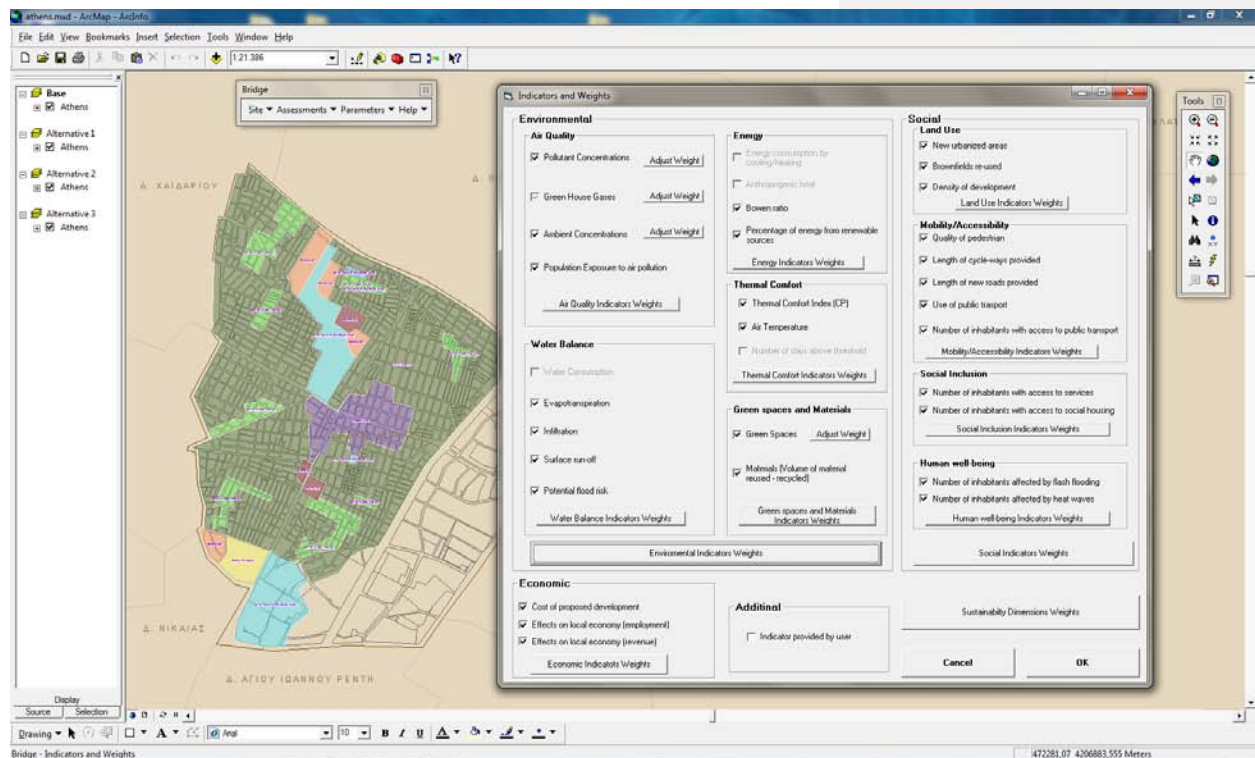 athens.mxd - ArcMap - ArcInfo
File Edit View Bookmarks Insert Selection Tools Window Help
1:21.386
Base
Athens
Alternative 1
Athens
Alternative 2
Athens
Alternative 3
Athens
Display
Source Selection
Bridge
Site Assessments Parameters Help
Δ. ΧΑΪΔΑΡΙΟΥ
Δ. ΝΙΚΑΙΑΣ
Δ. ΑΓΙΟΥ ΙΩΑΝΝΟΥ ΡΕΝΤΗ
Indicators and Weights
Environmental
Air Quality
Pollutant Concentrations Adjust Weight
Green House Gases Adjust Weight
Ambient Concentrations Adjust Weight
Population Exposure to air pollution
Air Quality Indicators Weights
Water Balance
Water Consumption
Evapotranspiration
Infiltration
Surface run-off
Potential flood risk
Water Balance Indicators Weights
Energy
Energy consumption by
cooling/heating
Anthropogenic heat
Bowen ratio
Percentage of energy from renewable
sources
Energy Indicators Weights
Thermal Comfort
Thermal Comfort Index (CP)
Air Temperature
Number of days above threshold
Thermal Comfort Indicators Weights
Green spaces and Materials
Green Spaces Adjust Weight
Materials (Volume of material
reused - recycled)
Green spaces and Materials
Indicators Weights
Enviromental Indicators Weights
Social
Land Use
New urbanized areas
Brownfields re-used
Density of development
Land Use Indicators Weights
Mobility/Accessibility
Quality of pedestrian
Length of cycle-ways provided
Length of new roads provided
Use of public trasport
Number of inhabitants with access to public transport
Mobility/Accessibility Indicators Weights
Social Inclusion
Number of inhabitants with access to services
Number of inhabitants with access to social housing
Social Inclusion Indicators Weights
Human well-being
Number of inhabitants affected by flash flooding
Number of inhabitants affected by heat waves
Human well-being Indicators Weights
Social Indicators Weights
Economic
Cost of proposed development
Effects on local economy (employment)
Effects on local economy (revenue)
Economic Indicatots Weights
Additinal
Indicator provided by user
Sustainabilty Dimensions Weights
Cancel OK
Tools
Drawing Arial 10 B I U A
Bridge - Indicators and Weights
472281,07 4206883,555 Meters